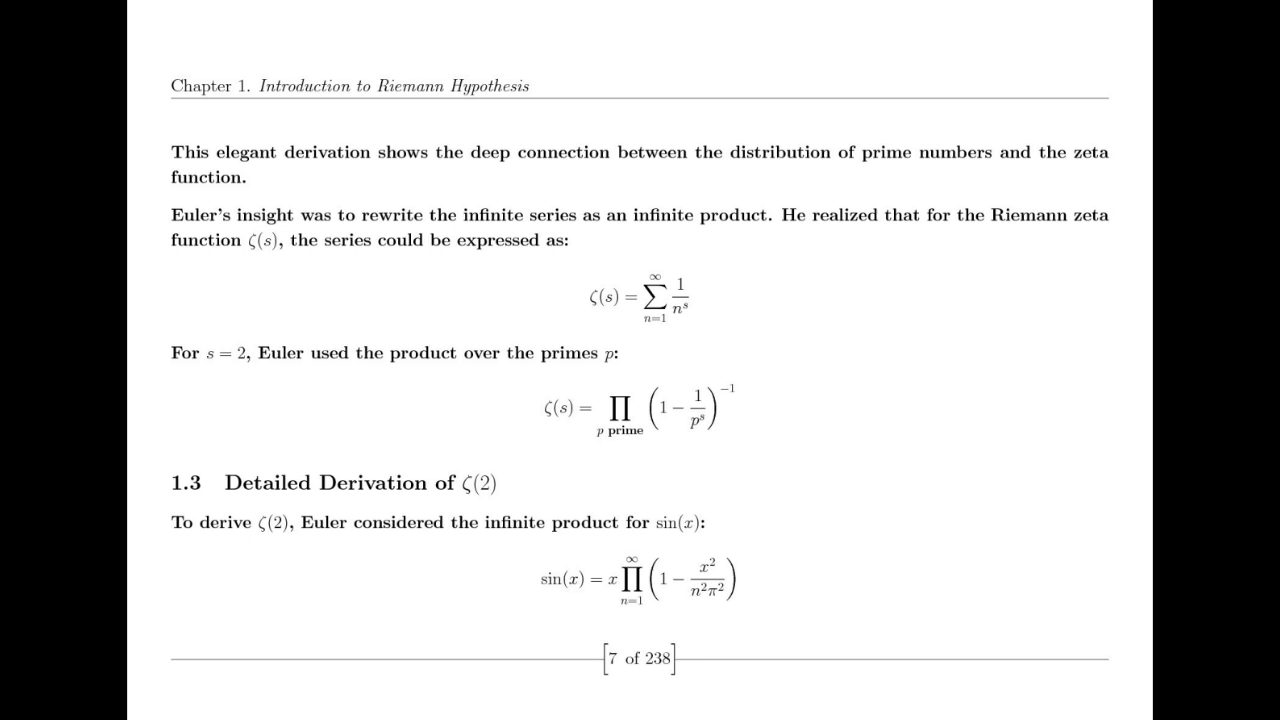 Chapter 1. Introduction to Riemann Hypothesis
This elegant derivation shows the deep connection between the distribution of prime numbers and the zeta
function.
Euler's insight was to rewrite the infinite series as an infinite product. He realized that for the Riemann zeta
function ζ(s), the series could be expressed as:
ζ(s) = ∑_{n=1}^{∞} 1/n^s
For s = 2, Euler used the product over the primes p:
ζ(s) = ∏_{p prime} (1 − 1/p^s)^{−1}
1.3 Detailed Derivation of ζ(2)
To derive ζ(2), Euler considered the infinite product for sin(x):
sin(x) = x ∏_{n=1}^{∞} (1 − x²/n²π²)
[7 of 238]